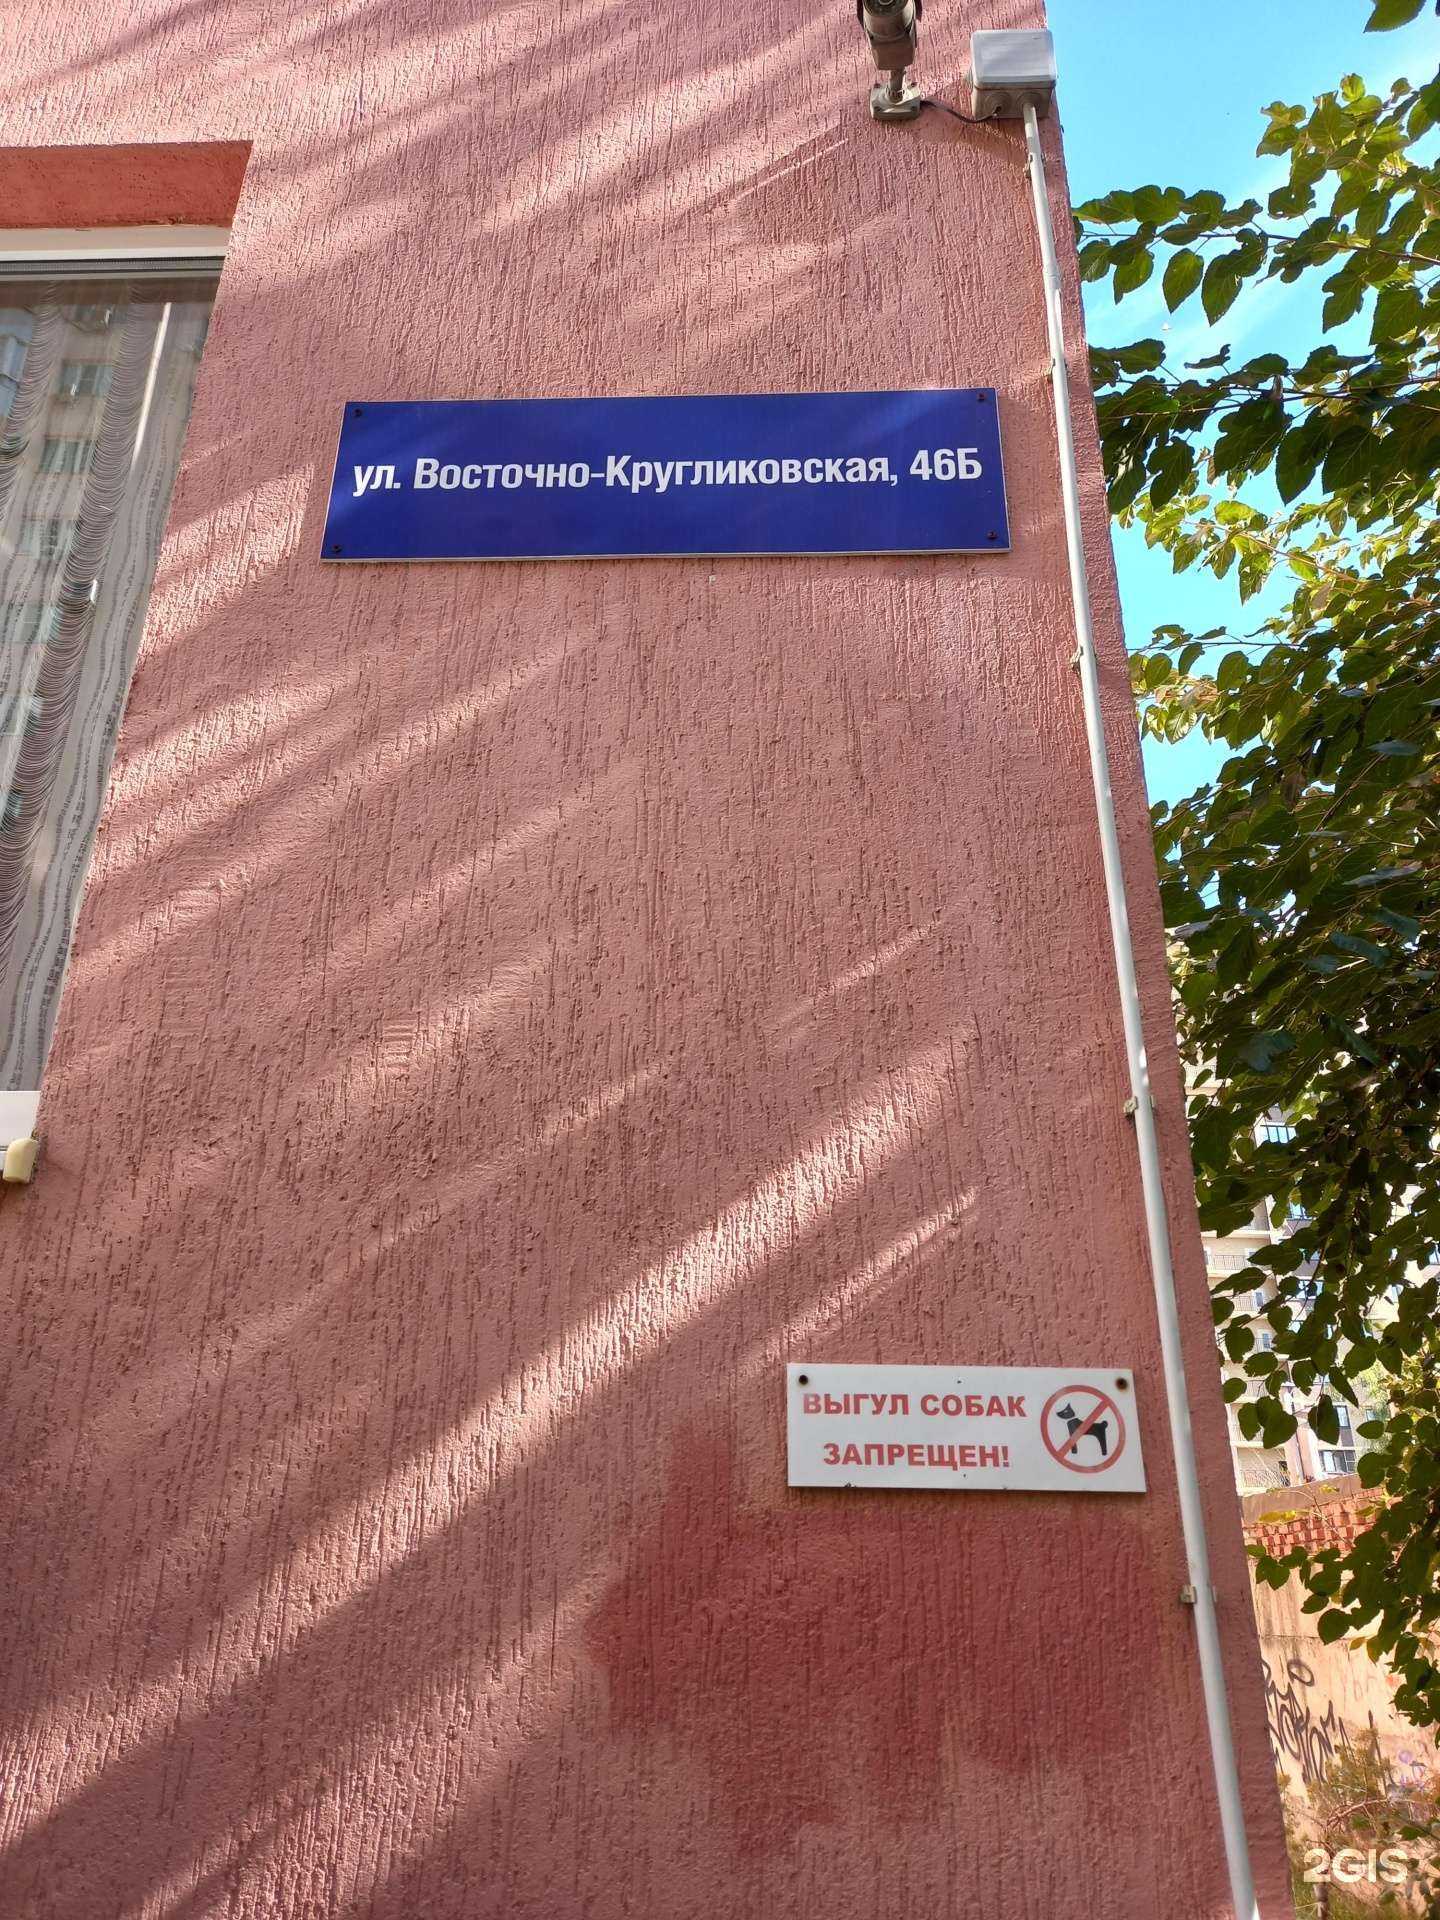 ул. Восточно-Кругликовская, 46Б
ВЫГУЛ СОБАК
ЗАПРЕЩЕН!
2GIS